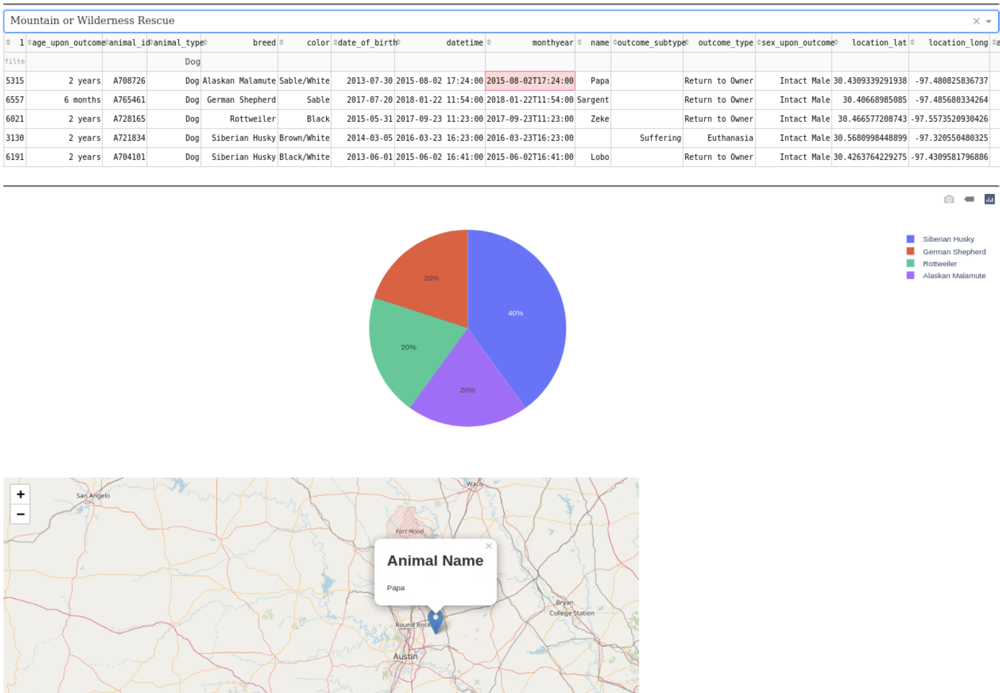 Mountain or Wilderness Rescue
1 age_upon_outcome animal_id animal_type breed color date_of_birth datetime monthyear name outcome_subtype outcome_type sex_upon_outcome location_lat location_long a
filte Dog
5315 2 years A708726 Dog Alaskan Malamute Sable/White 2013-07-30 2015-08-02 17:24:00 2015-08-02T17:24:00 Papa Return to Owner Intact Male 30.4309339291938 -97.480825836737
6557 6 months A765461 Dog German Shepherd Sable 2017-07-20 2018-01-22 11:54:00 2018-01-22T11:54:00 Sargent Return to Owner Intact Male 30.40668985085 -97.485680334264
6021 2 years A728165 Dog Rottweiler Black 2015-05-31 2017-09-23 11:23:00 2017-09-23T11:23:00 Zeke Return to Owner Intact Male 30.466577208743 -97.5573520930426
3130 2 years A721834 Dog Siberian Husky Brown/White 2014-03-05 2016-03-23 16:23:00 2016-03-23T16:23:00 Suffering Euthanasia Intact Male 30.5680998448899 -97.320550480325
6191 2 years A704101 Dog Siberian Husky Black/White 2013-06-01 2015-06-02 16:41:00 2015-06-02T16:41:00 Lobo Return to Owner Intact Male 30.4263764229275 -97.4309581796886
Siberian Husky
German Shepherd
Rottweiler
Alaskan Malamute
20%
40%
20%
20%
+
−
Waco
San Angelo
Fort Hood
×
Animal Name
Papa
Bryan
College Station
Round Rock
Austin